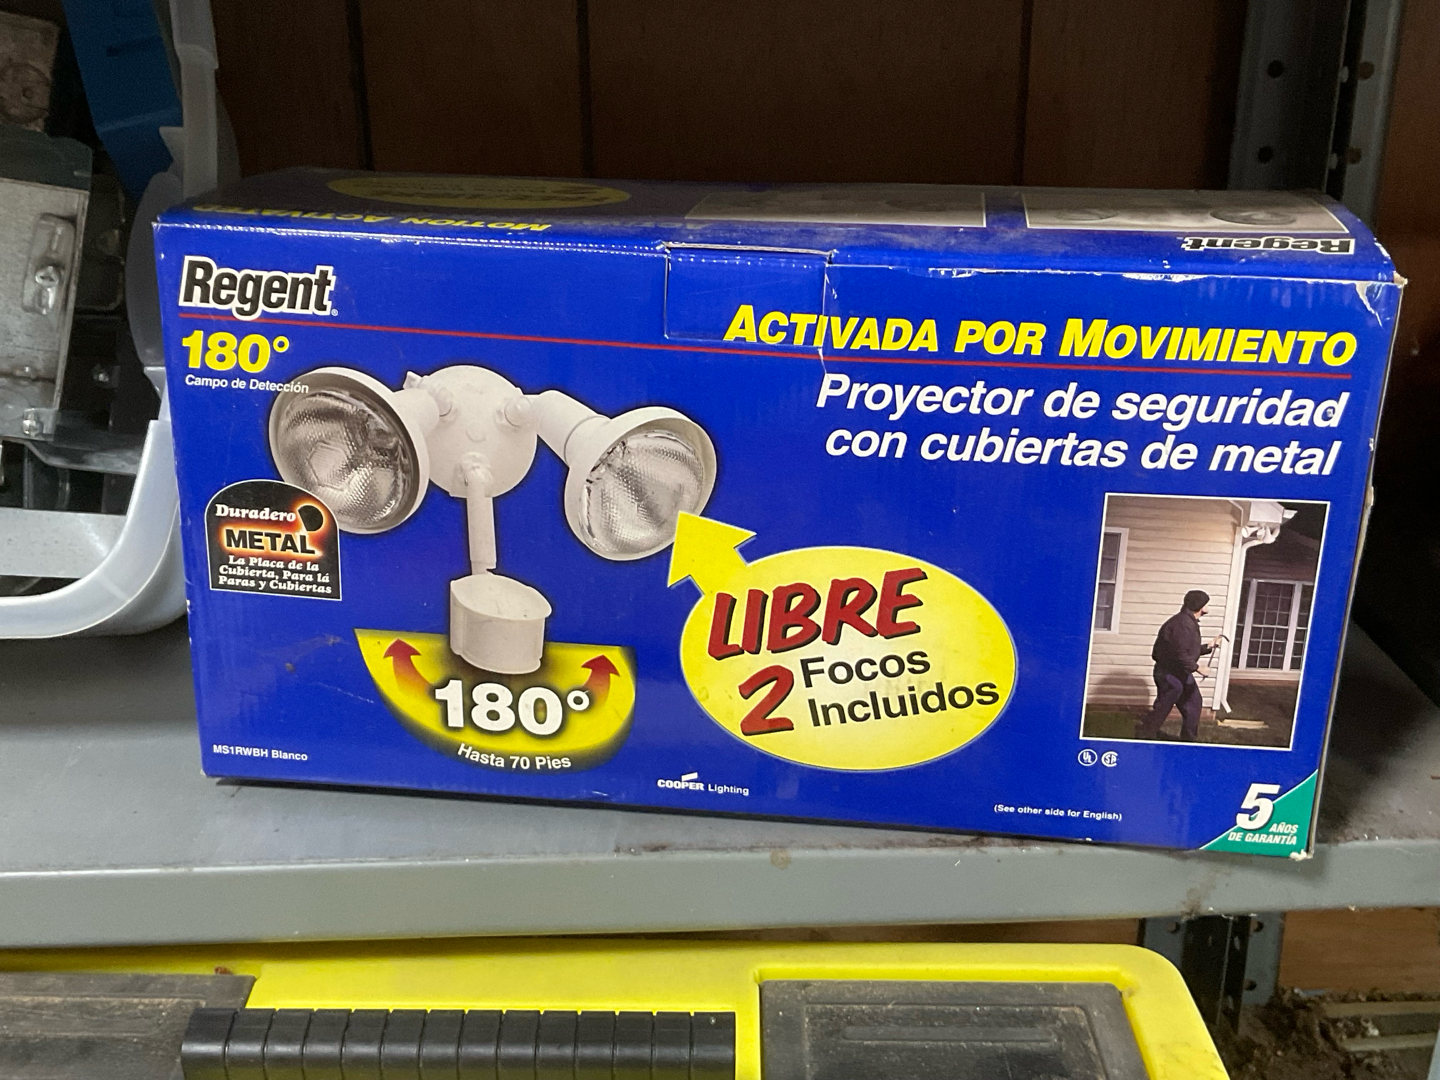 MOTION ACTIVATED
Regent
Regent
180°
Campo de Detección
ACTIVADA POR MOVIMIENTO
Proyector de seguridad
con cubiertas de metal
Duradero
METAL
La Placa de la
Cubierta, Para lá
Paras y Cubiertas
LIBRE
2 Focos
Incluidos
180°
Hasta 70 Pies
MS1RWBH Blanco
COOPER Lighting
(See other side for English)
UL
5
AÑOS
DE GARANTÍA